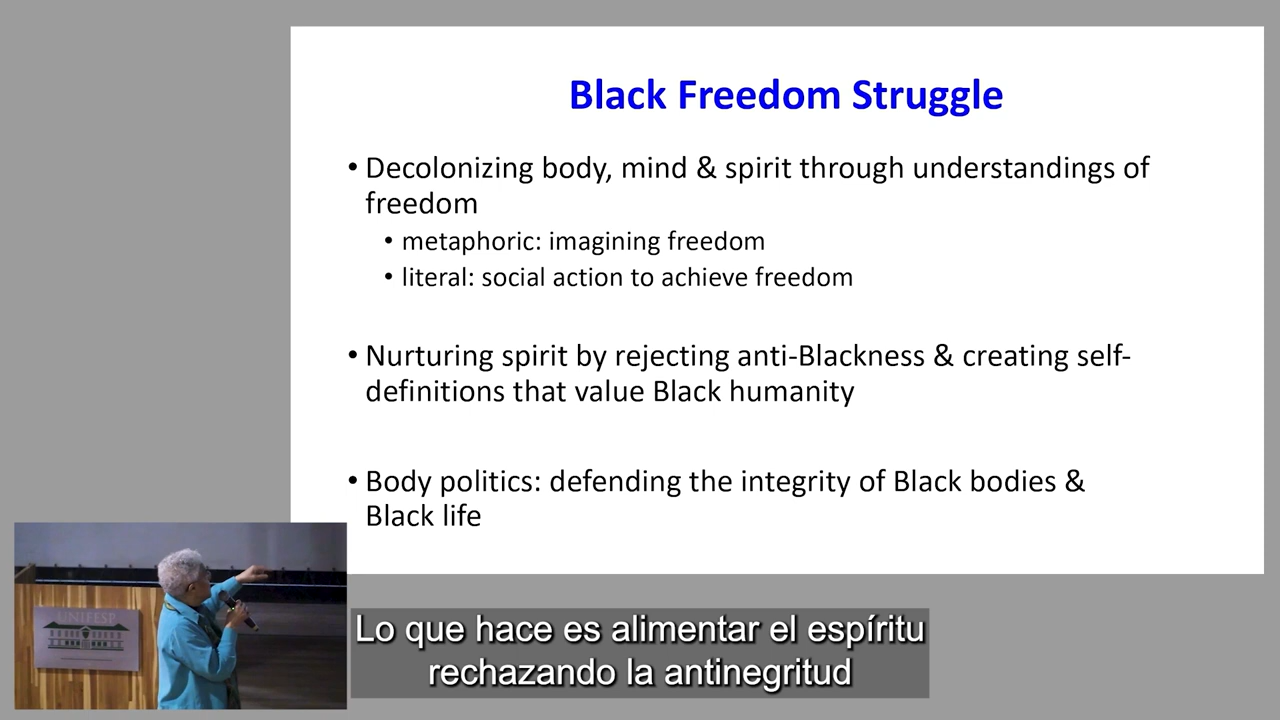 Black Freedom Struggle
• Decolonizing body, mind & spirit through understandings of
freedom
• metaphoric: imagining freedom
• literal: social action to achieve freedom
• Nurturing spirit by rejecting anti-Blackness & creating self-
definitions that value Black humanity
• Body politics: defending the integrity of Black bodies &
Black life
UNIFESP
Lo que hace es alimentar el espíritu
rechazando la antinegritud